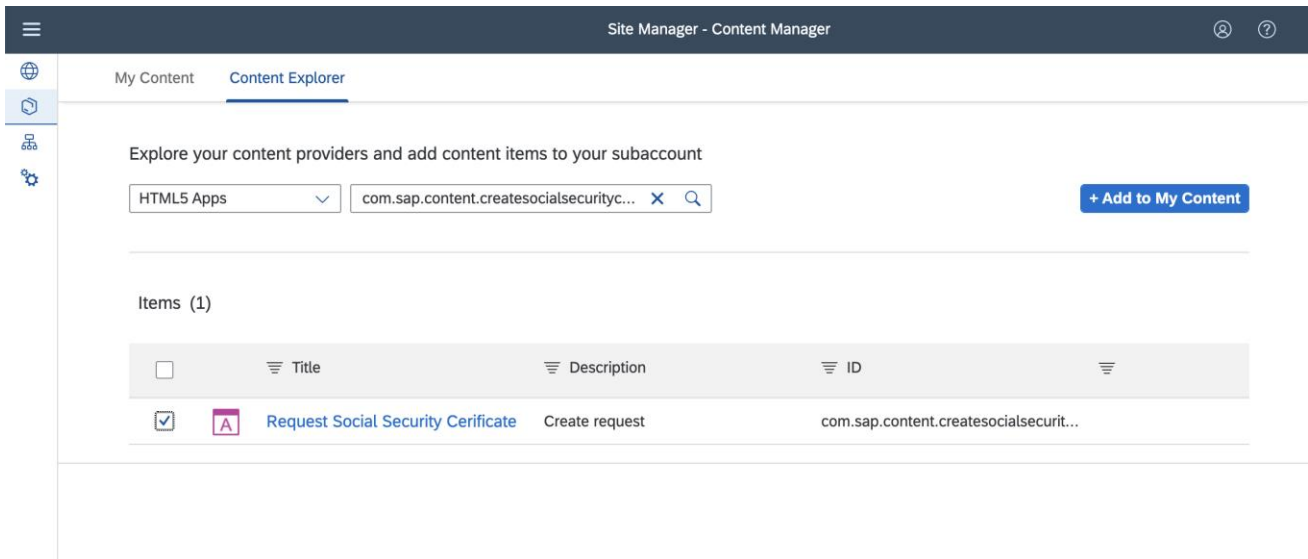 Site Manager - Content Manager
My Content Content Explorer
Explore your content providers and add content items to your subaccount
HTML5 Apps com.sap.content.createsocialsecurityc... + Add to My Content
Items (1)
Title Description ID
A Request Social Security Cerificate Create request com.sap.content.createsocialsecurit...